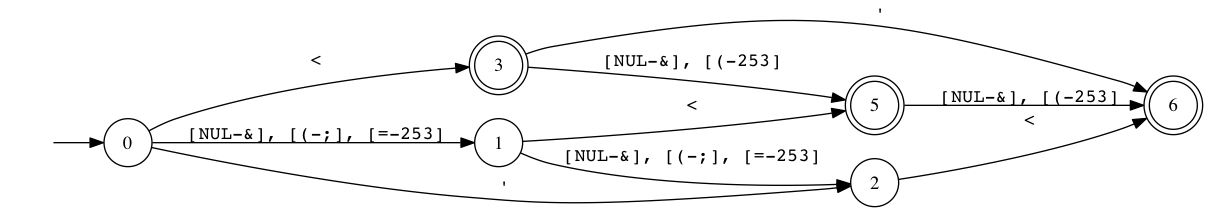 '
<
3
[NUL-&], [(-253]
<
5
[NUL-&], [(-253]
6
0
[NUL-&], [(-;], [=-253]
1
<
[NUL-&], [(-;], [=-253]
2
'